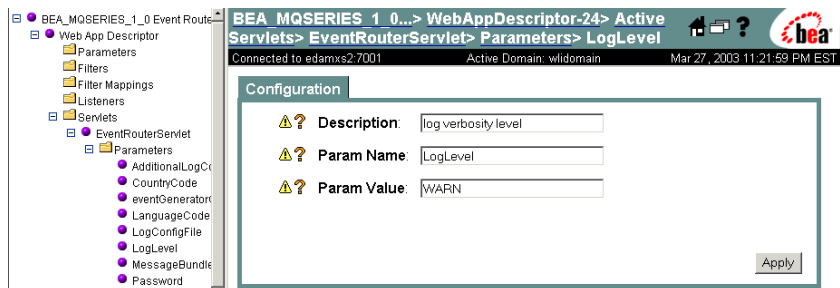 BEA_MQSERIES_1_0 Event Route
Web App Descriptor
Parameters
Filters
Filter Mappings
Listeners
Servlets
EventRouterServlet
Parameters
AdditionalLogCo
CountryCode
eventGenerator
LanguageCode
LogConfigFile
LogLevel
MessageBundle
Password
BEA_MQSERIES_1_0...> WebAppDescriptor-24> Active
Servlets> EventRouterServlet> Parameters> LogLevel
?
bea
Connected to edamxs2:7001 Active Domain: wlidomain Mar 27, 2003 11:21:59 PM EST
Configuration
? Description: log verbosity level
? Param Name: LogLevel
? Param Value: WARN
Apply